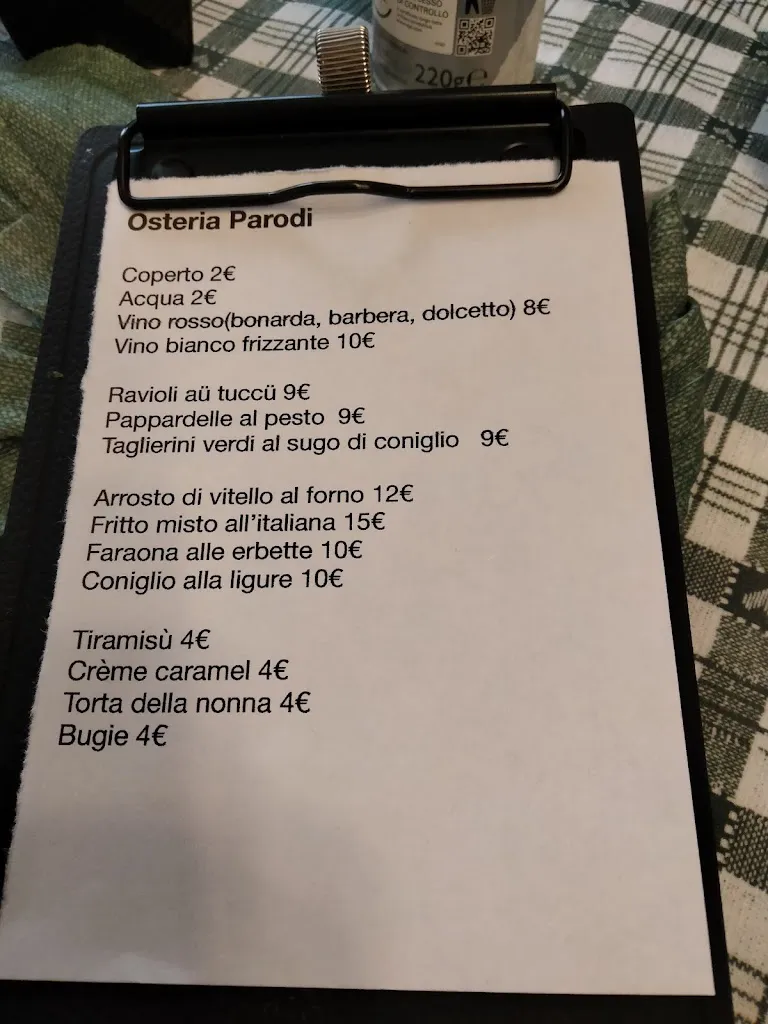 DI CONTROLLO
220g℮
Osteria Parodi
Coperto 2€
Acqua 2€
Vino rosso(bonarda, barbera, dolcetto) 8€
Vino bianco frizzante 10€
Ravioli aü tuccü 9€
Pappardelle al pesto 9€
Taglierini verdi al sugo di coniglio 9€
Arrosto di vitello al forno 12€
Fritto misto all'italiana 15€
Faraona alle erbette 10€
Coniglio alla ligure 10€
Tiramisù 4€
Crème caramel 4€
Torta della nonna 4€
Bugie 4€